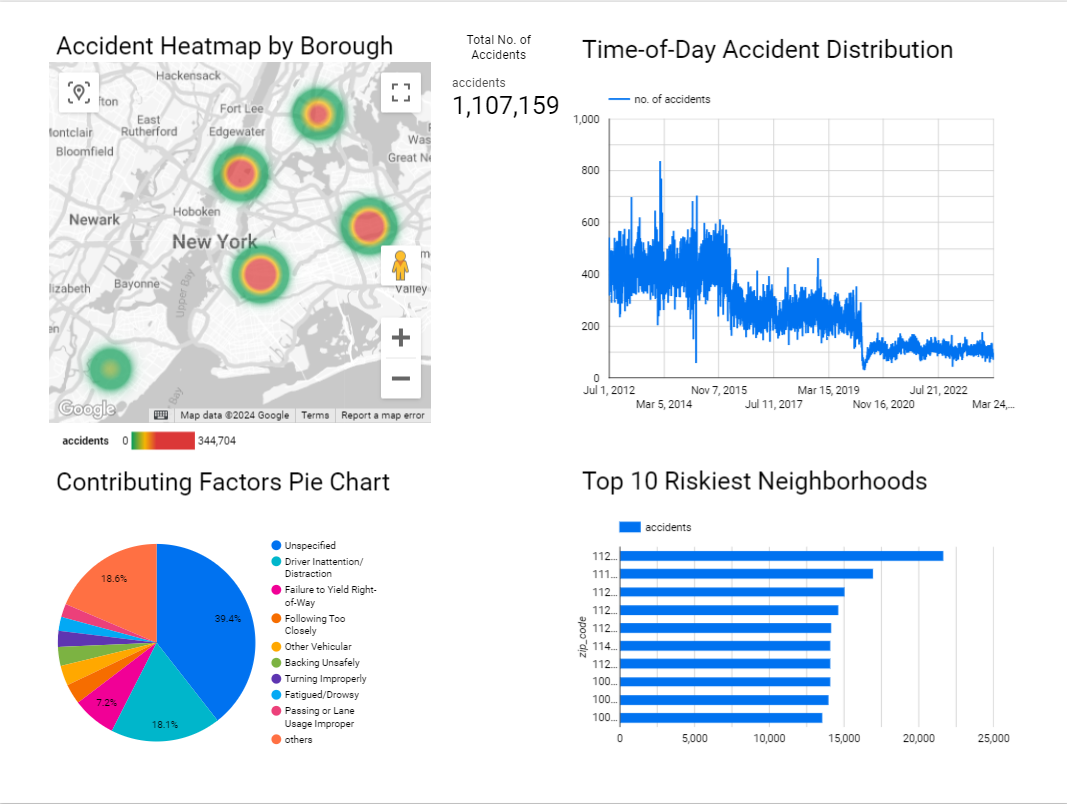 Accident Heatmap by Borough
Hackensack
Fort Lee
East
Rutherford
Edgewater
Bloomfield
Great
Newark
Hoboken
New York
Bayonne
Upper Bay
Valley
Bay
Google
Map data ©2024 Google
Terms
Report a map error
accidents
0
344,704
Total No. of
Accidents
accidents
1,107,159
Time-of-Day Accident Distribution
no. of accidents
1,000
800
600
400
200
0
Jul 1, 2012
Mar 5, 2014
Nov 7, 2015
Jul 11, 2017
Mar 15, 2019
Nov 16, 2020
Jul 21, 2022
Mar 24,...
Contributing Factors Pie Chart
18.6%
39.4%
7.2%
18.1%
Unspecified
Driver Inattention/
Distraction
Failure to Yield Right-
of-Way
Following Too
Closely
Other Vehicular
Backing Unsafely
Turning Improperly
Fatigued/Drowsy
Passing or Lane
Usage Improper
others
Top 10 Riskiest Neighborhoods
accidents
zip_code
112...
111...
112...
112...
112...
114...
112...
100...
100...
100...
0
5,000
10,000
15,000
20,000
25,000